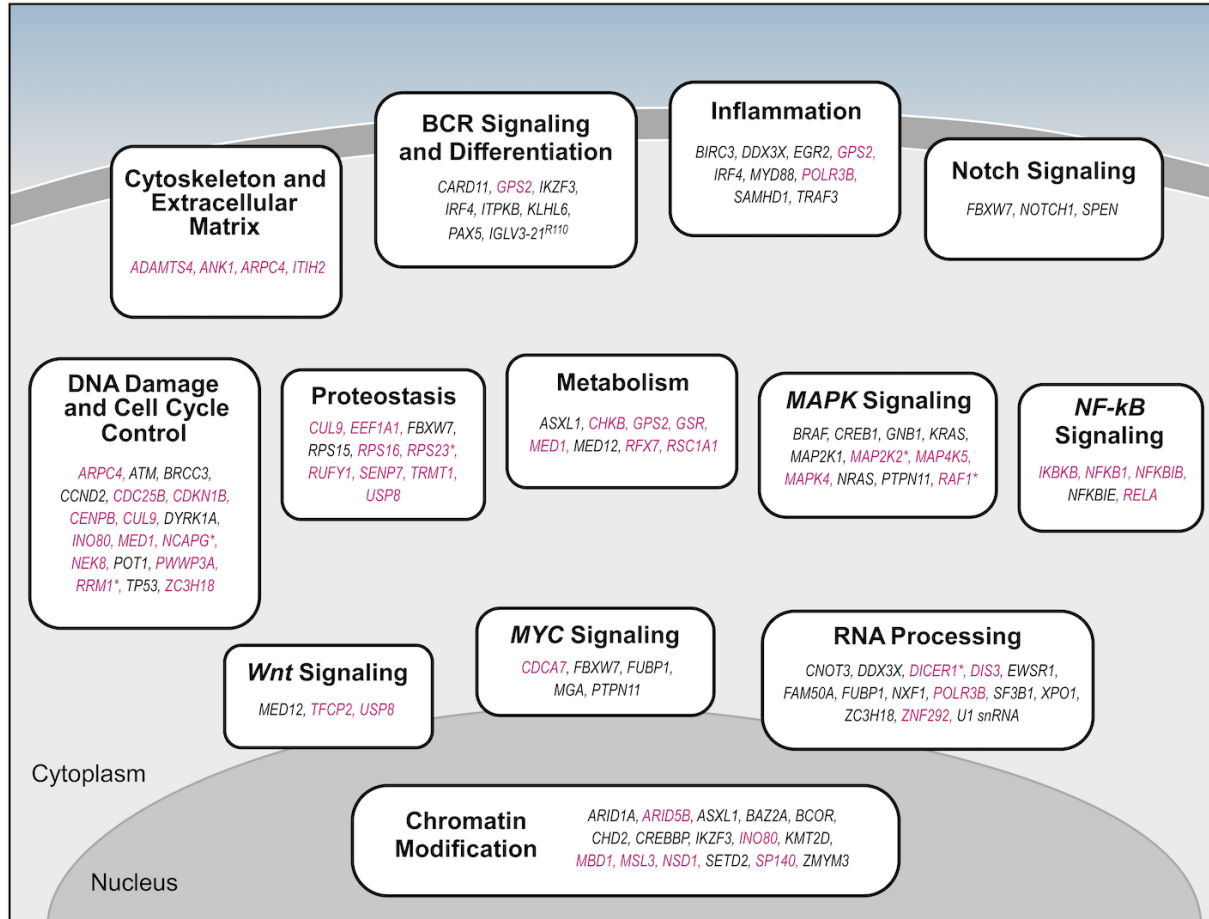 Cytoskeleton and
Extracellular
Matrix
ADAMTS4, ANK1, ARPC4, ITIH2
BCR Signaling
and Differentiation
CARD11, GPS2, IKZF3,
IRF4, ITPKB, KLHL6,
PAX5, IGLV3-21R110
Inflammation
BIRC3, DDX3X, EGR2, GPS2,
IRF4, MYD88, POLR3B,
SAMHD1, TRAF3
Notch Signaling
FBXW7, NOTCH1, SPEN
DNA Damage
and Cell Cycle
Control
ARPC4, ATM, BRCC3,
CCND2, CDC25B, CDKN1B,
CENPB, CUL9, DYRK1A,
INO80, MED1, NCAPG*,
NEK8, POT1, PWWP3A,
RRM1*, TP53, ZC3H18
Proteostasis
CUL9, EEF1A1, FBXW7,
RPS15, RPS16, RPS23*,
RUFY1, SENP7, TRMT1,
USP8
Metabolism
ASXL1, CHKB, GPS2, GSR,
MED1, MED12, RFX7, RSC1A1
MAPK Signaling
BRAF, CREB1, GNB1, KRAS,
MAP2K1, MAP2K2*, MAP4K5,
MAPK4, NRAS, PTPN11, RAF1*
NF-kB
Signaling
IKBKB, NFKB1, NFKBIB,
NFKBIE, RELA
Wnt Signaling
MED12, TFCP2, USP8
MYC Signaling
CDCA7, FBXW7, FUBP1,
MGA, PTPN11
RNA Processing
CNOT3, DDX3X, DICER1*, DIS3, EWSR1,
FAM50A, FUBP1, NXF1, POLR3B, SF3B1, XPO1,
ZC3H18, ZNF292, U1 snRNA
Cytoplasm
Chromatin
Modification
ARID1A, ARID5B, ASXL1, BAZ2A, BCOR,
CHD2, CREBBP, IKZF3, INO80, KMT2D,
MBD1, MSL3, NSD1, SETD2, SP140, ZMYM3
Nucleus